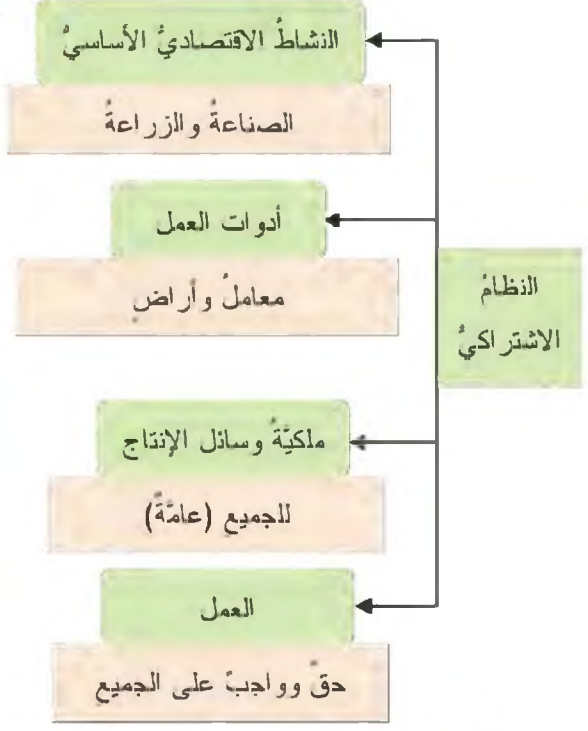 النشاطُ الاقتصاديُّ الأساسيُّ
الصناعةُ والزراعةُ
أدوات العمل
معاملُ وأراضٍ
النظامُ
الاشتراكيُّ
ملكيَّةُ وسائل الإنتاج
للجميع (عامَّةً)
العمل
حقٌّ وواجبٌ على الجميع